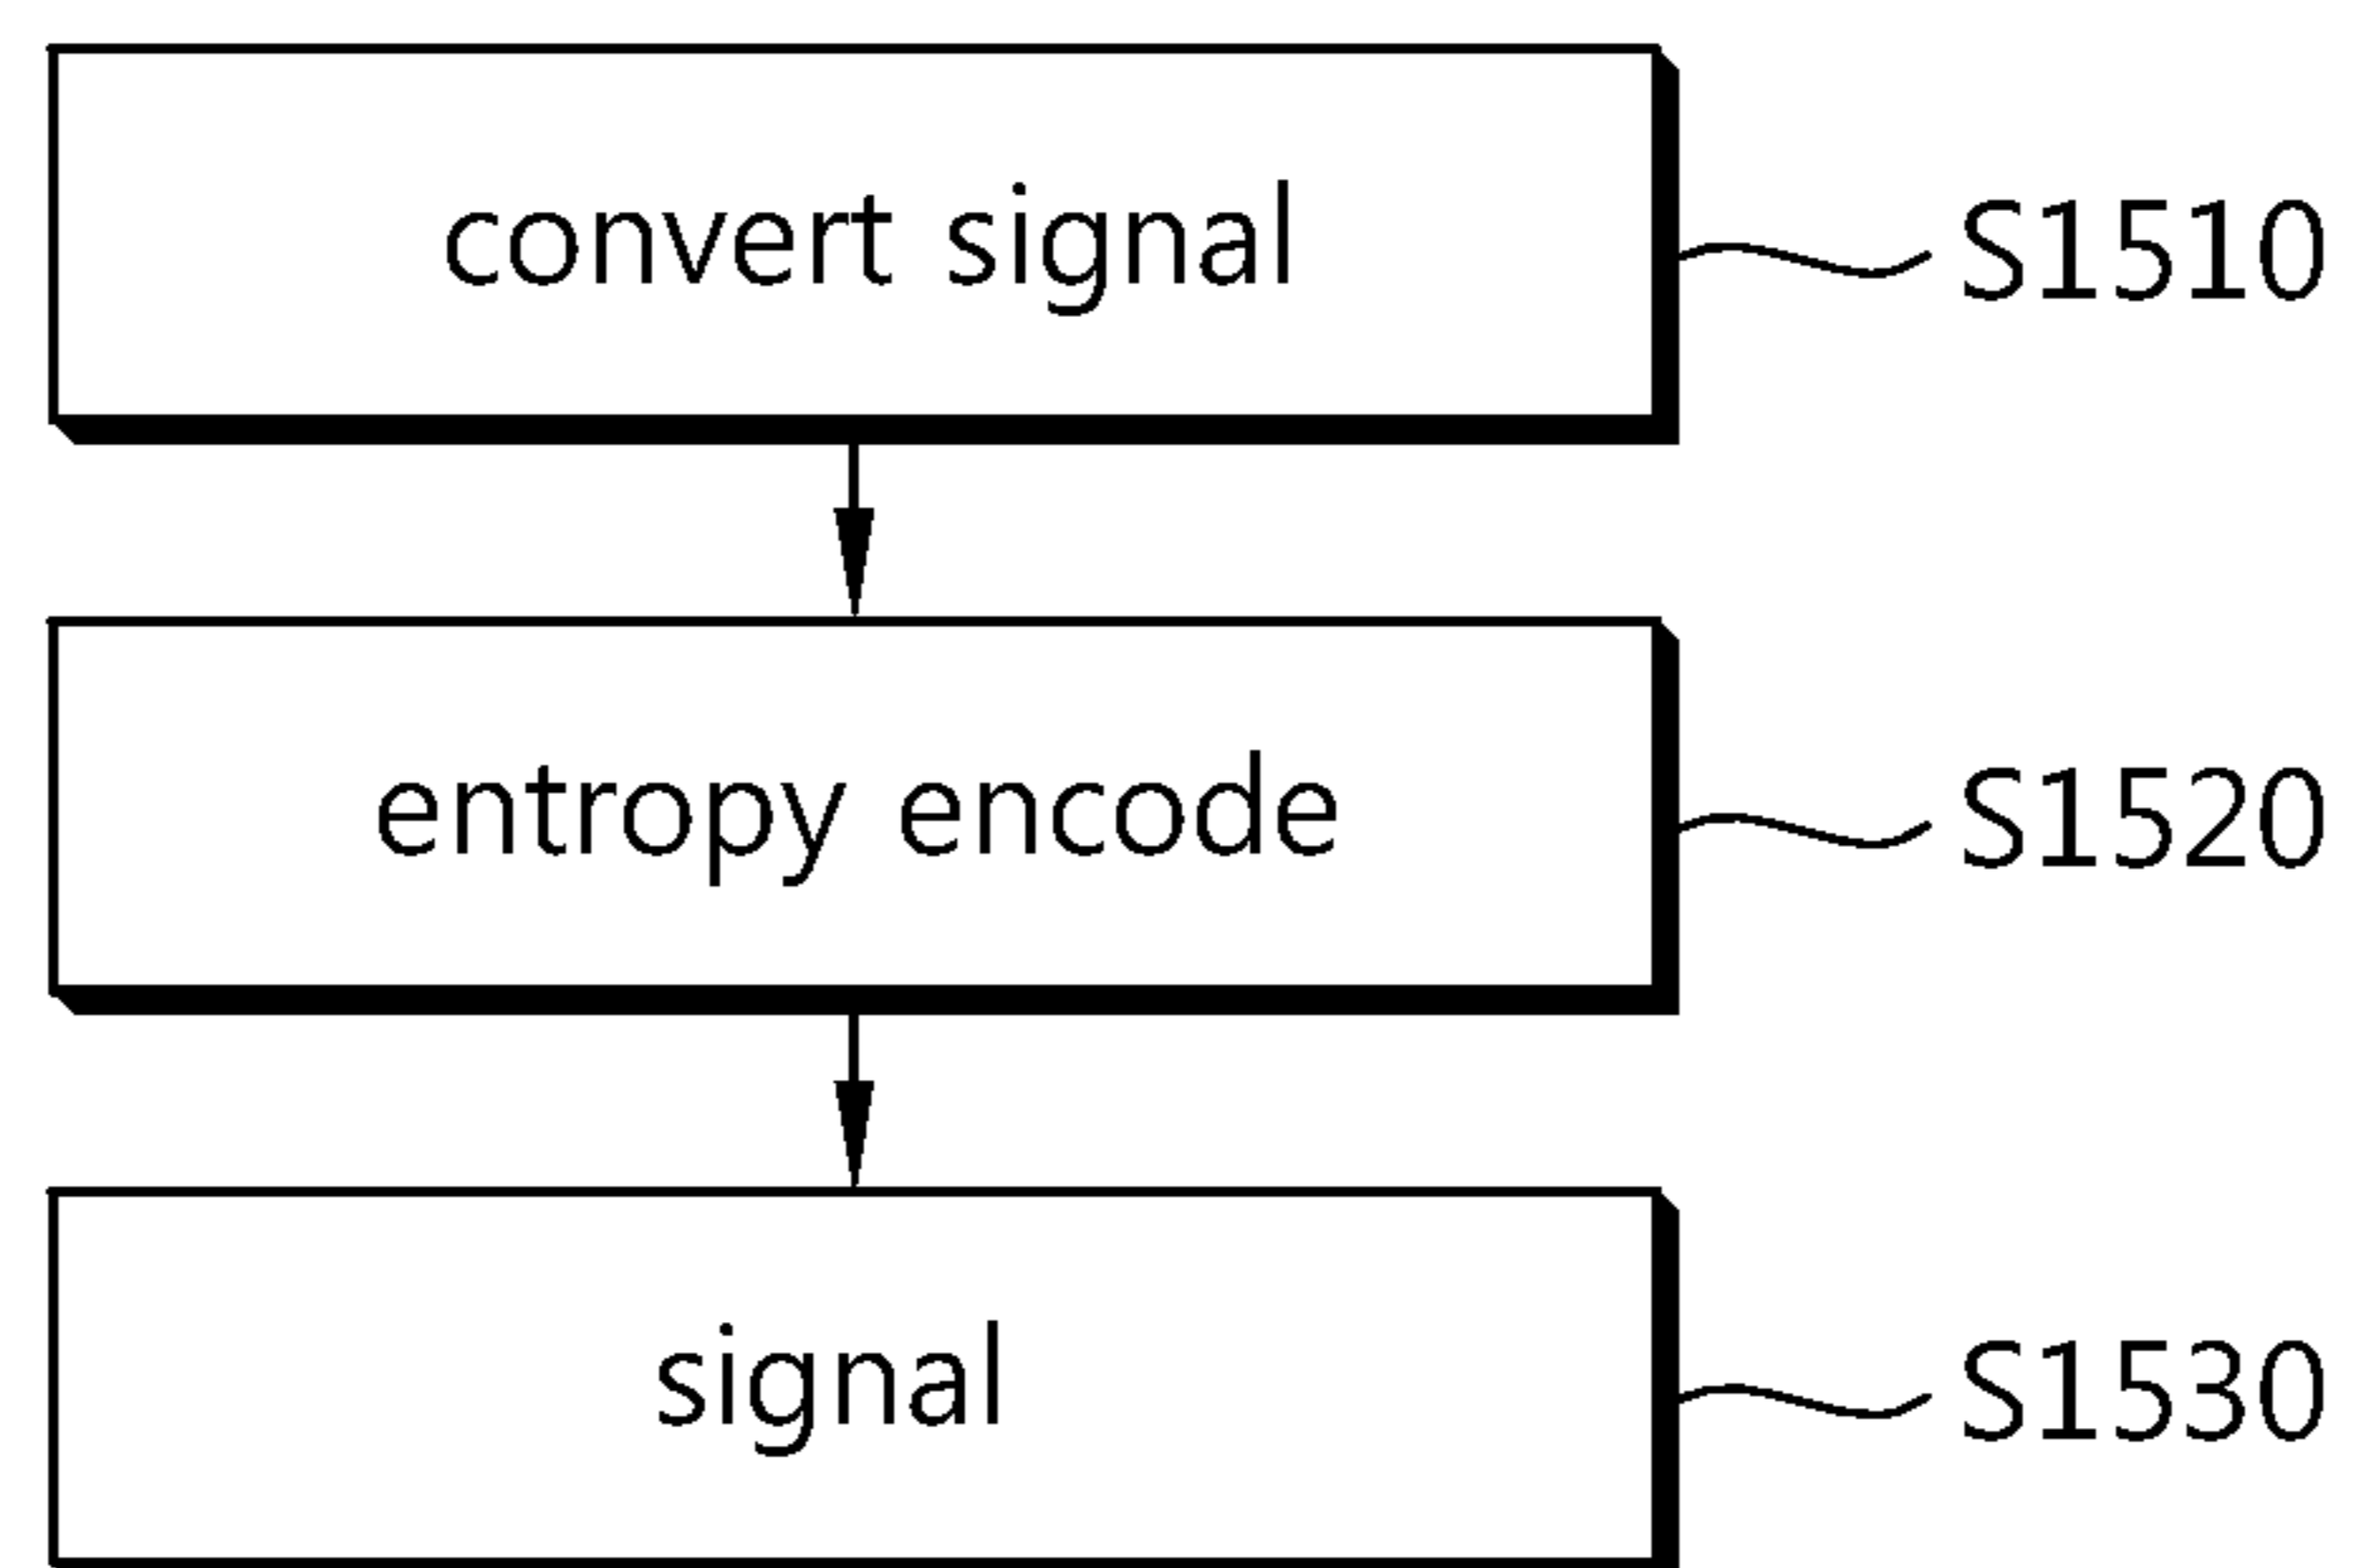 convert signal
S1510
entropy encode
S1520
signal
S1530